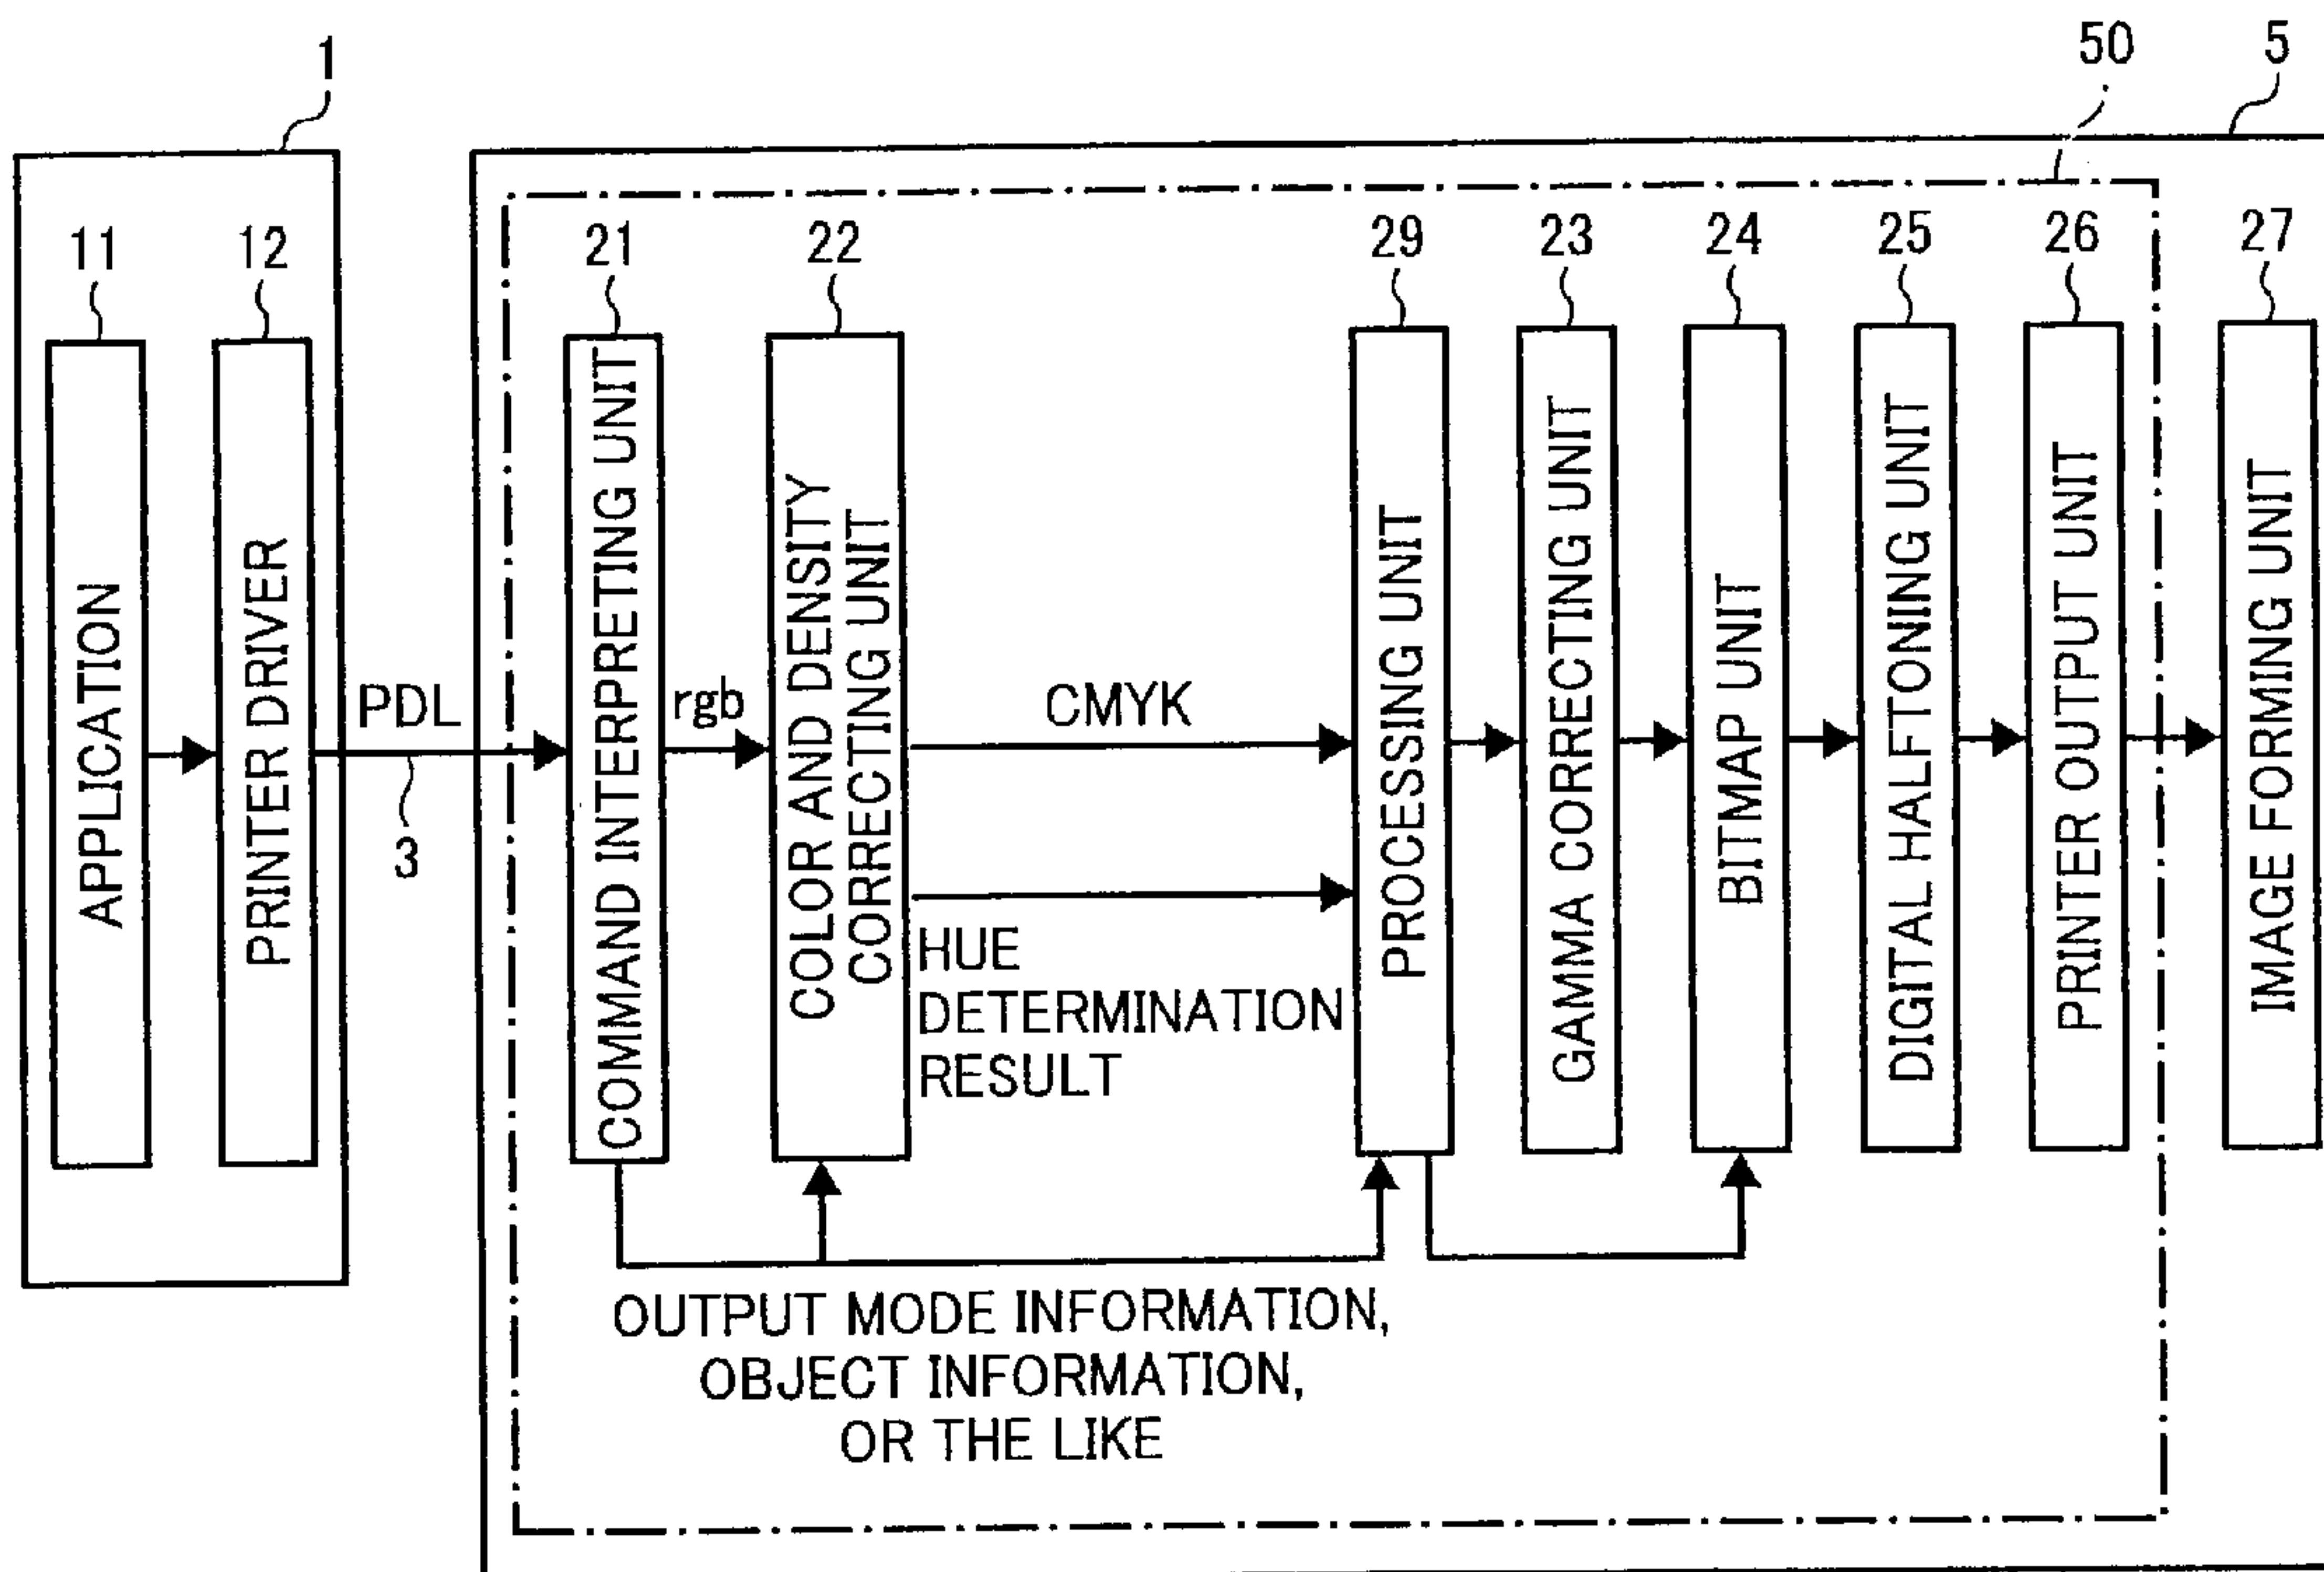 1
50
5
11
12
21
22
29
23
24
25
26
27
APPLICATION
PRINTER DRIVER
PDL
3
COMMAND INTERPRETING UNIT
rgb
COLOR AND DENSITY
CORRECTING UNIT
CMYK
HUE
DETERMINATION
RESULT
PROCESSING UNIT
GAMMA CORRECTING UNIT
BITMAP UNIT
DIGITAL HALFTONING UNIT
PRINTER OUTPUT UNIT
IMAGE FORMING UNIT
OUTPUT MODE INFORMATION,
OBJECT INFORMATION,
OR THE LIKE